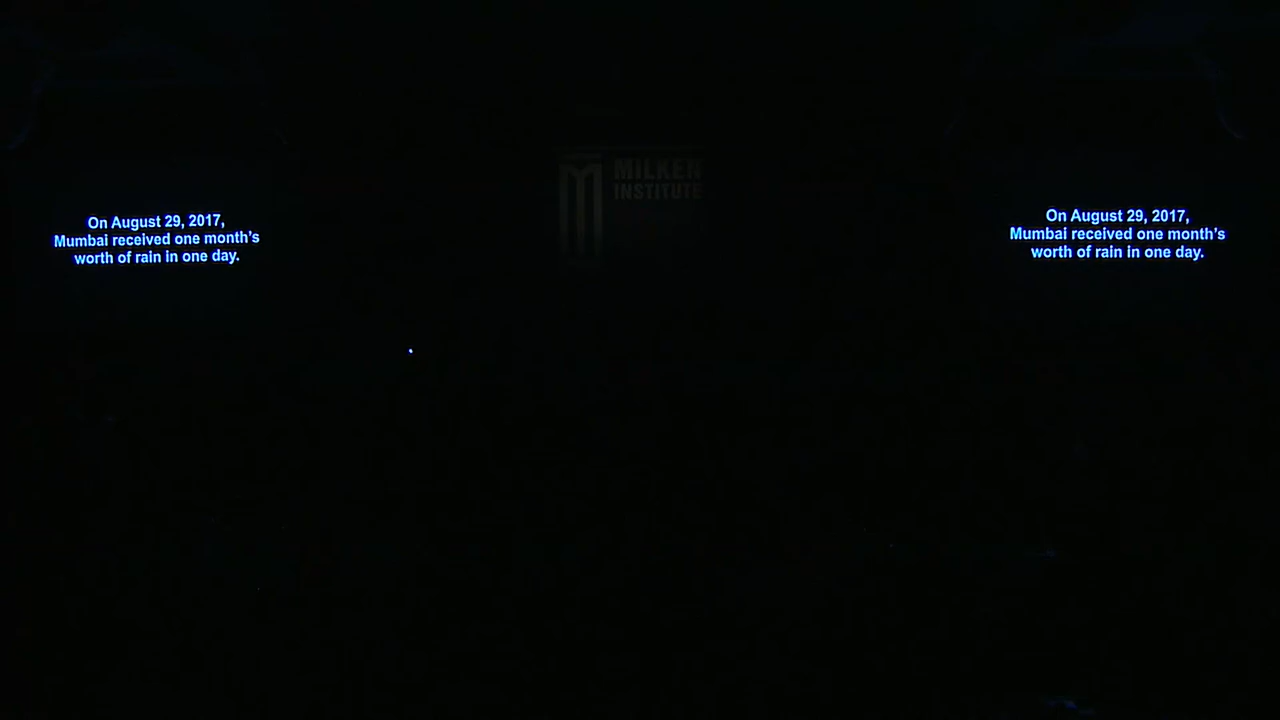 On August 29, 2017,
Mumbai received one month's
worth of rain in one day.
MILKEN
INSTITUTE
On August 29, 2017,
Mumbai received one month's
worth of rain in one day.